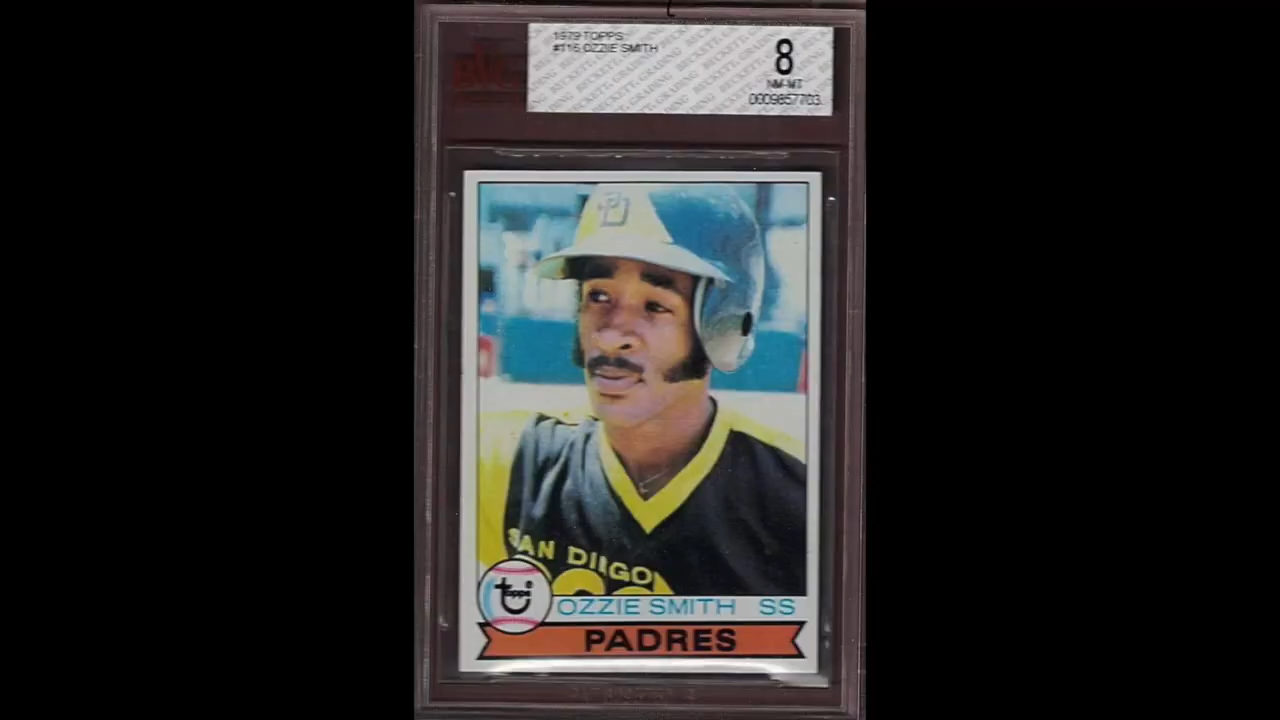 1979 TOPPS
#116 OZZIE SMITH
8
NM-MT
0009857703
SAN DIEGO
Topps
OZZIE SMITH SS
PADRES